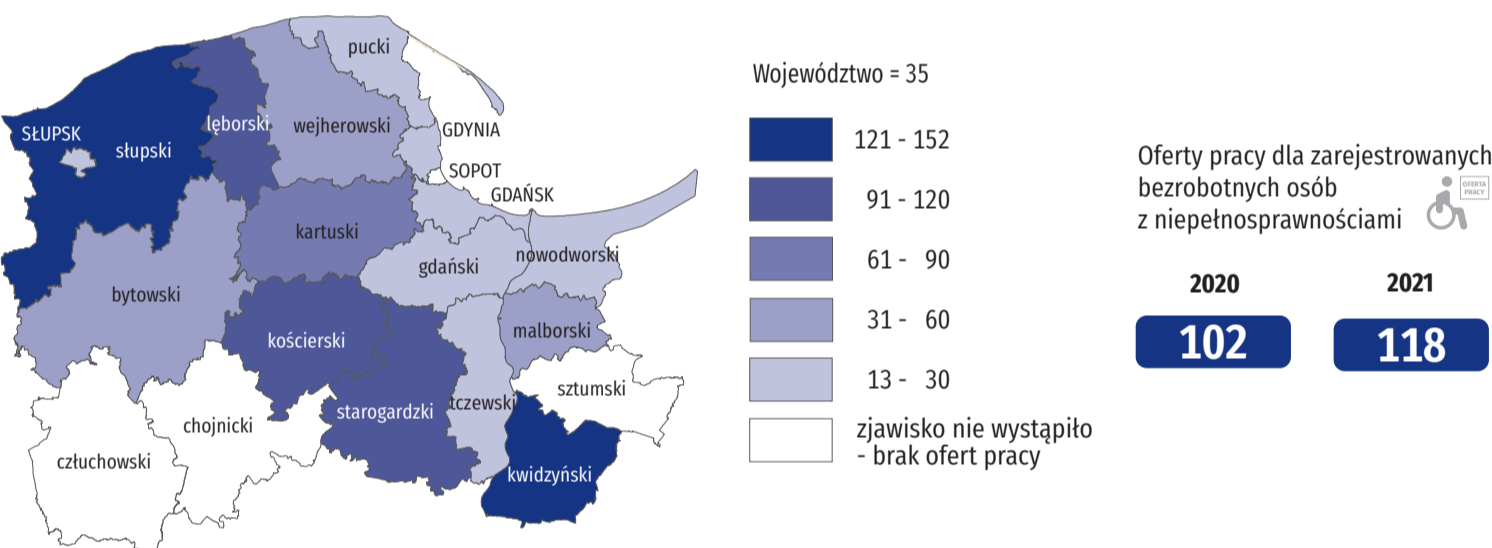 pucki
SŁUPSK
słupski
lęborski
wejherowski
GDYNIA
SOPOT
GDAŃSK
kartuski
gdański
nowodworski
bytowski
kościerski
malborski
sztumski
tczewski
starogardzki
chojnicki
człuchowski
kwidzyński
Województwo = 35
121 - 152
91 - 120
61 - 90
31 - 60
13 - 30
zjawisko nie wystąpiło
- brak ofert pracy
Oferty pracy dla zarejestrowanych
bezrobotnych osób
z niepełnosprawnościami
OFERTA
PRACY
2020
2021
102
118